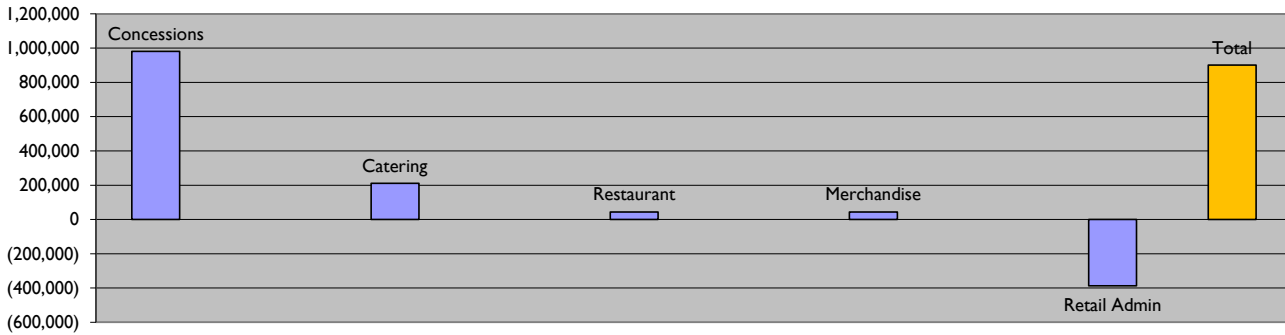 1,200,000
1,000,000
800,000
600,000
400,000
200,000
0
(200,000)
(400,000)
(600,000)
Concessions
Catering
Restaurant
Merchandise
Retail Admin
Total